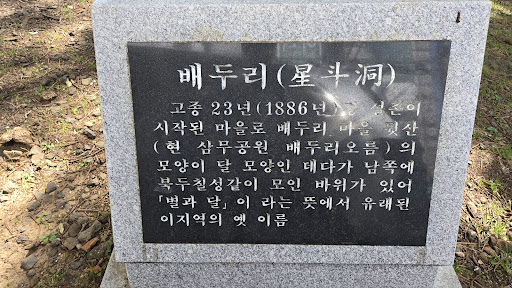 배두리(星斗洞)
고종 23년(1886년) 설촌이
시작된 마을로 배두리 마을 뒷산
(현 삼무공원 배두리오름)의
모양이 달 모양인 데다가 남쪽에
북두칠성같이 모인 바위가 있어
「별과 달」이 라는 뜻에서 유래된
이지역의 옛 이름